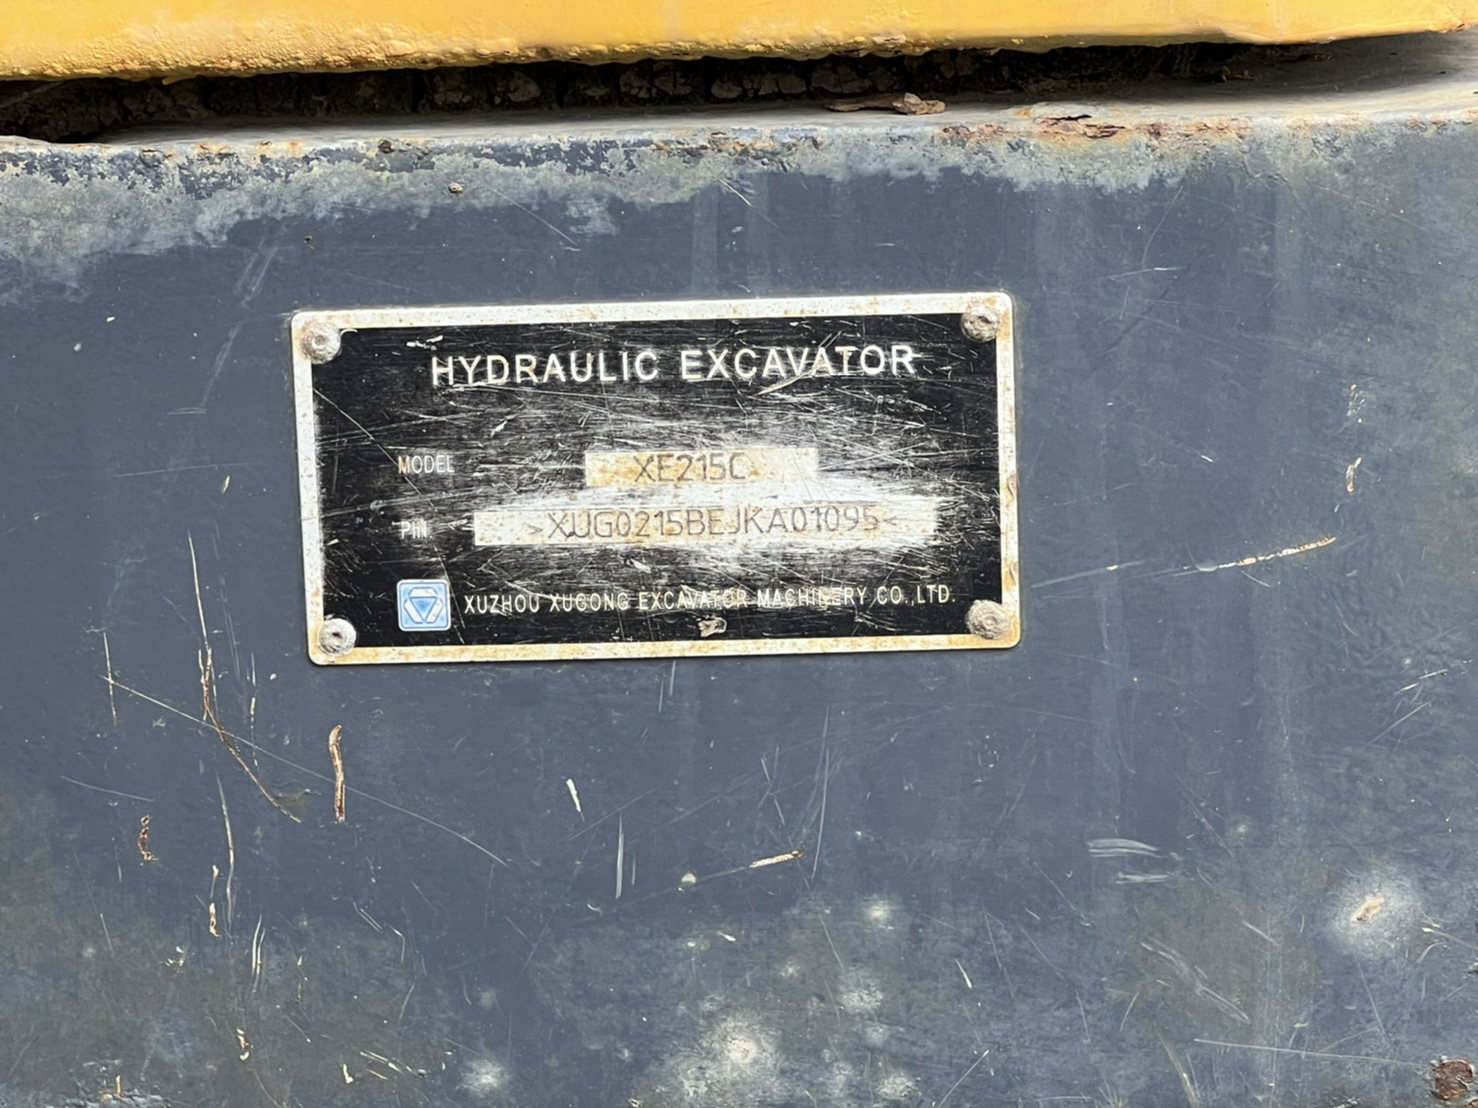 HYDRAULIC EXCAVATOR
MODEL XE215C
PIN >XUG0215BEJKA01095<
XUZHOU XUGONG EXCAVATOR MACHINERY CO.,LTD.